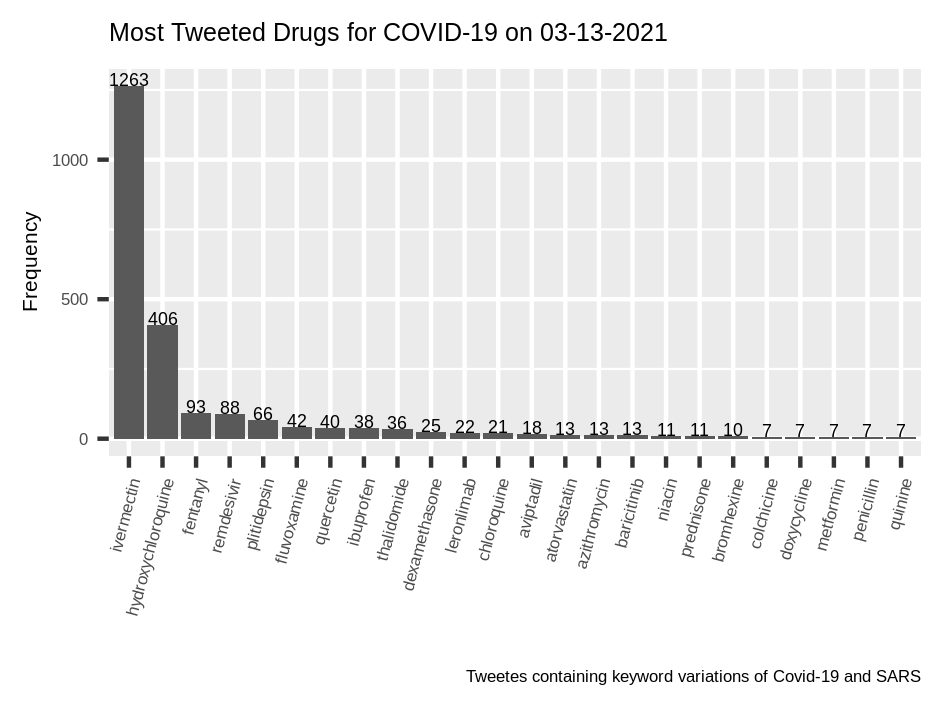 Most Tweeted Drugs for COVID-19 on 03-13-2021
Frequency
1000
500
0
1263
406
93
88
66
42
40
38
36
25
22
21
18
13
13
13
11
11
10
7
7
7
7
7
ivermectin
hydroxychloroquine
fentanyl
remdesivir
plitidepsin
fluvoxamine
quercetin
ibuprofen
thalidomide
dexamethasone
leronlimab
chloroquine
aviptadil
atorvastatin
azithromycin
baricitinib
niacin
prednisone
bromhexine
colchicine
doxycycline
metformin
penicillin
quinine
Tweetes containing keyword variations of Covid-19 and SARS